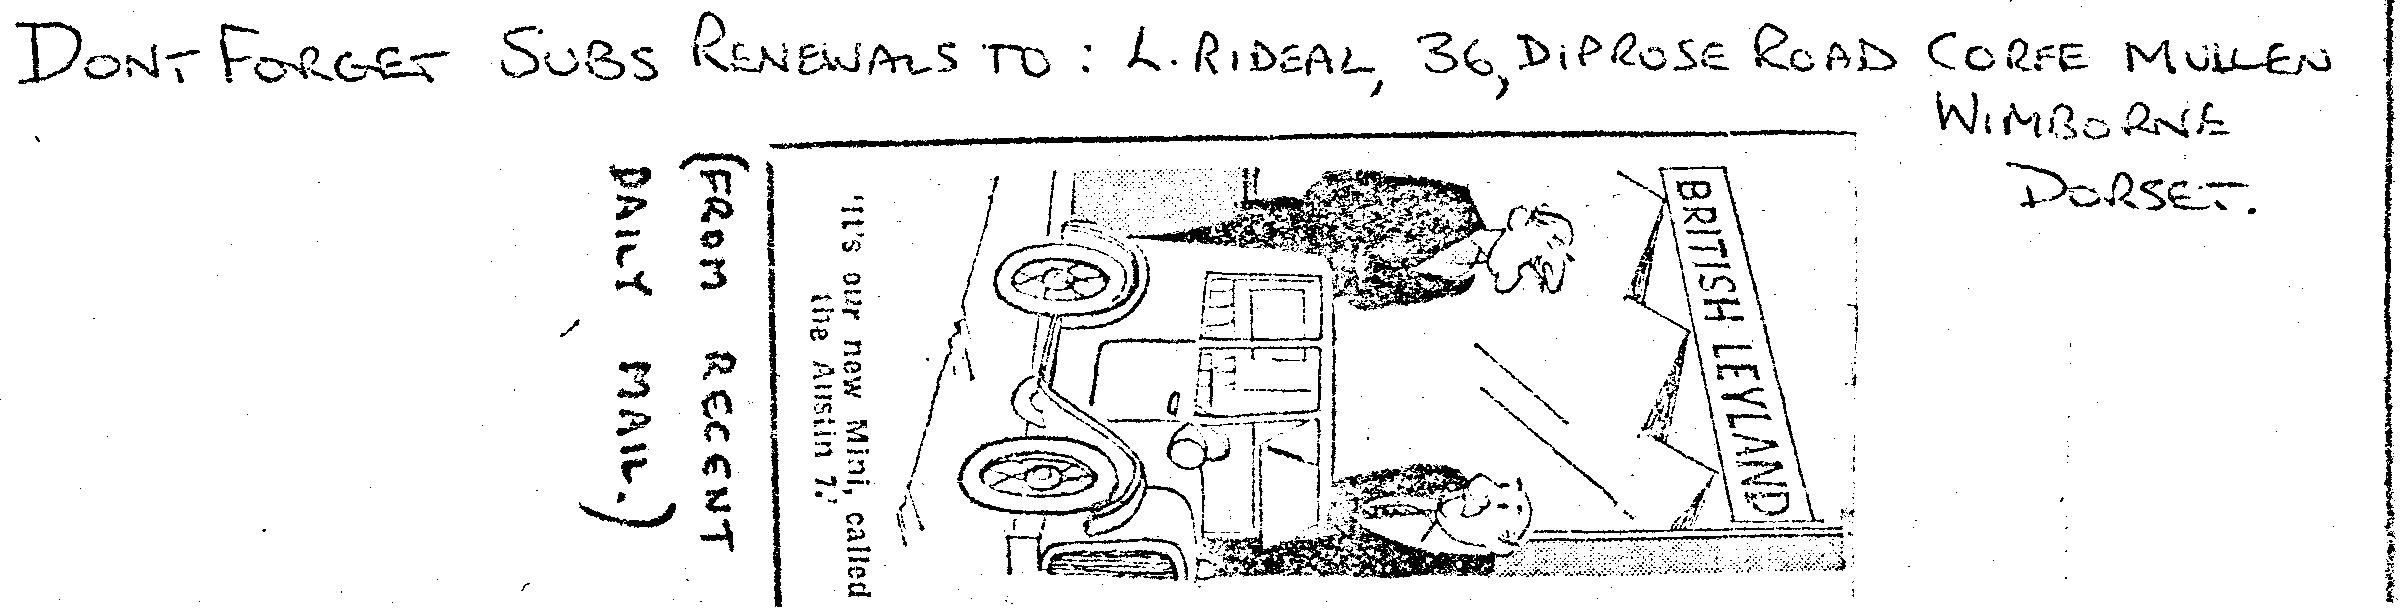 DONT FORGET SUBS RENEWALS TO: L. RIDEAL, 36, DIPROSE ROAD CORFE MULLEN
WIMBORNE
DORSET.
BRITISH LEYLAND
'It's our new Mini, called
the Austin 7.'
(FROM RECENT
DAILY MAIL.)